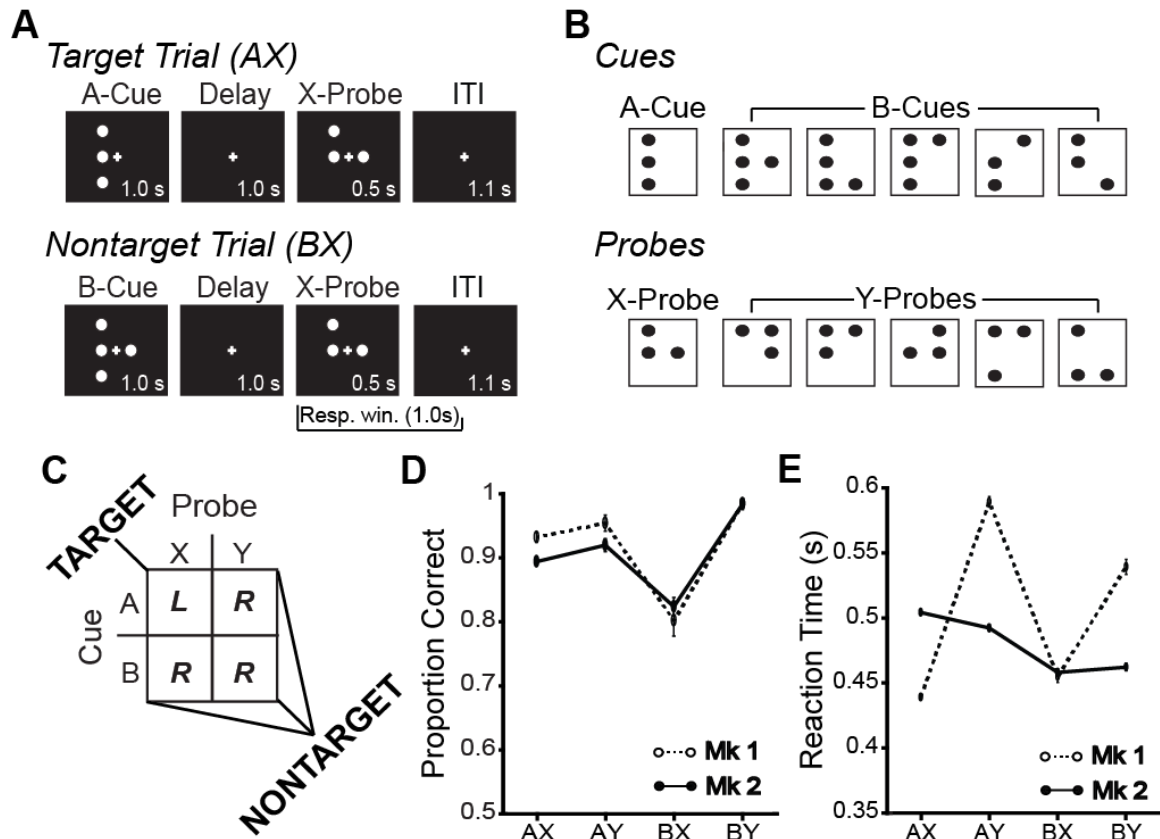 A
Target Trial (AX)
A-Cue Delay X-Probe ITI
1.0 s 1.0 s 0.5 s 1.1 s
Nontarget Trial (BX)
B-Cue Delay X-Probe ITI
1.0 s 1.0 s 0.5 s 1.1 s
Resp. win. (1.0s)
B
Cues
A-Cue B-Cues
Probes
X-Probe Y-Probes
C
TARGET
Probe
X Y
Cue
A L R
B R R
NONTARGET
D
Proportion Correct
1
0.9
0.8
0.7
0.6
0.5
Mk 1
Mk 2
AX AY BX BY
E
Reaction Time (s)
0.6
0.55
0.5
0.45
0.4
0.35
Mk 1
Mk 2
AX AY BX BY